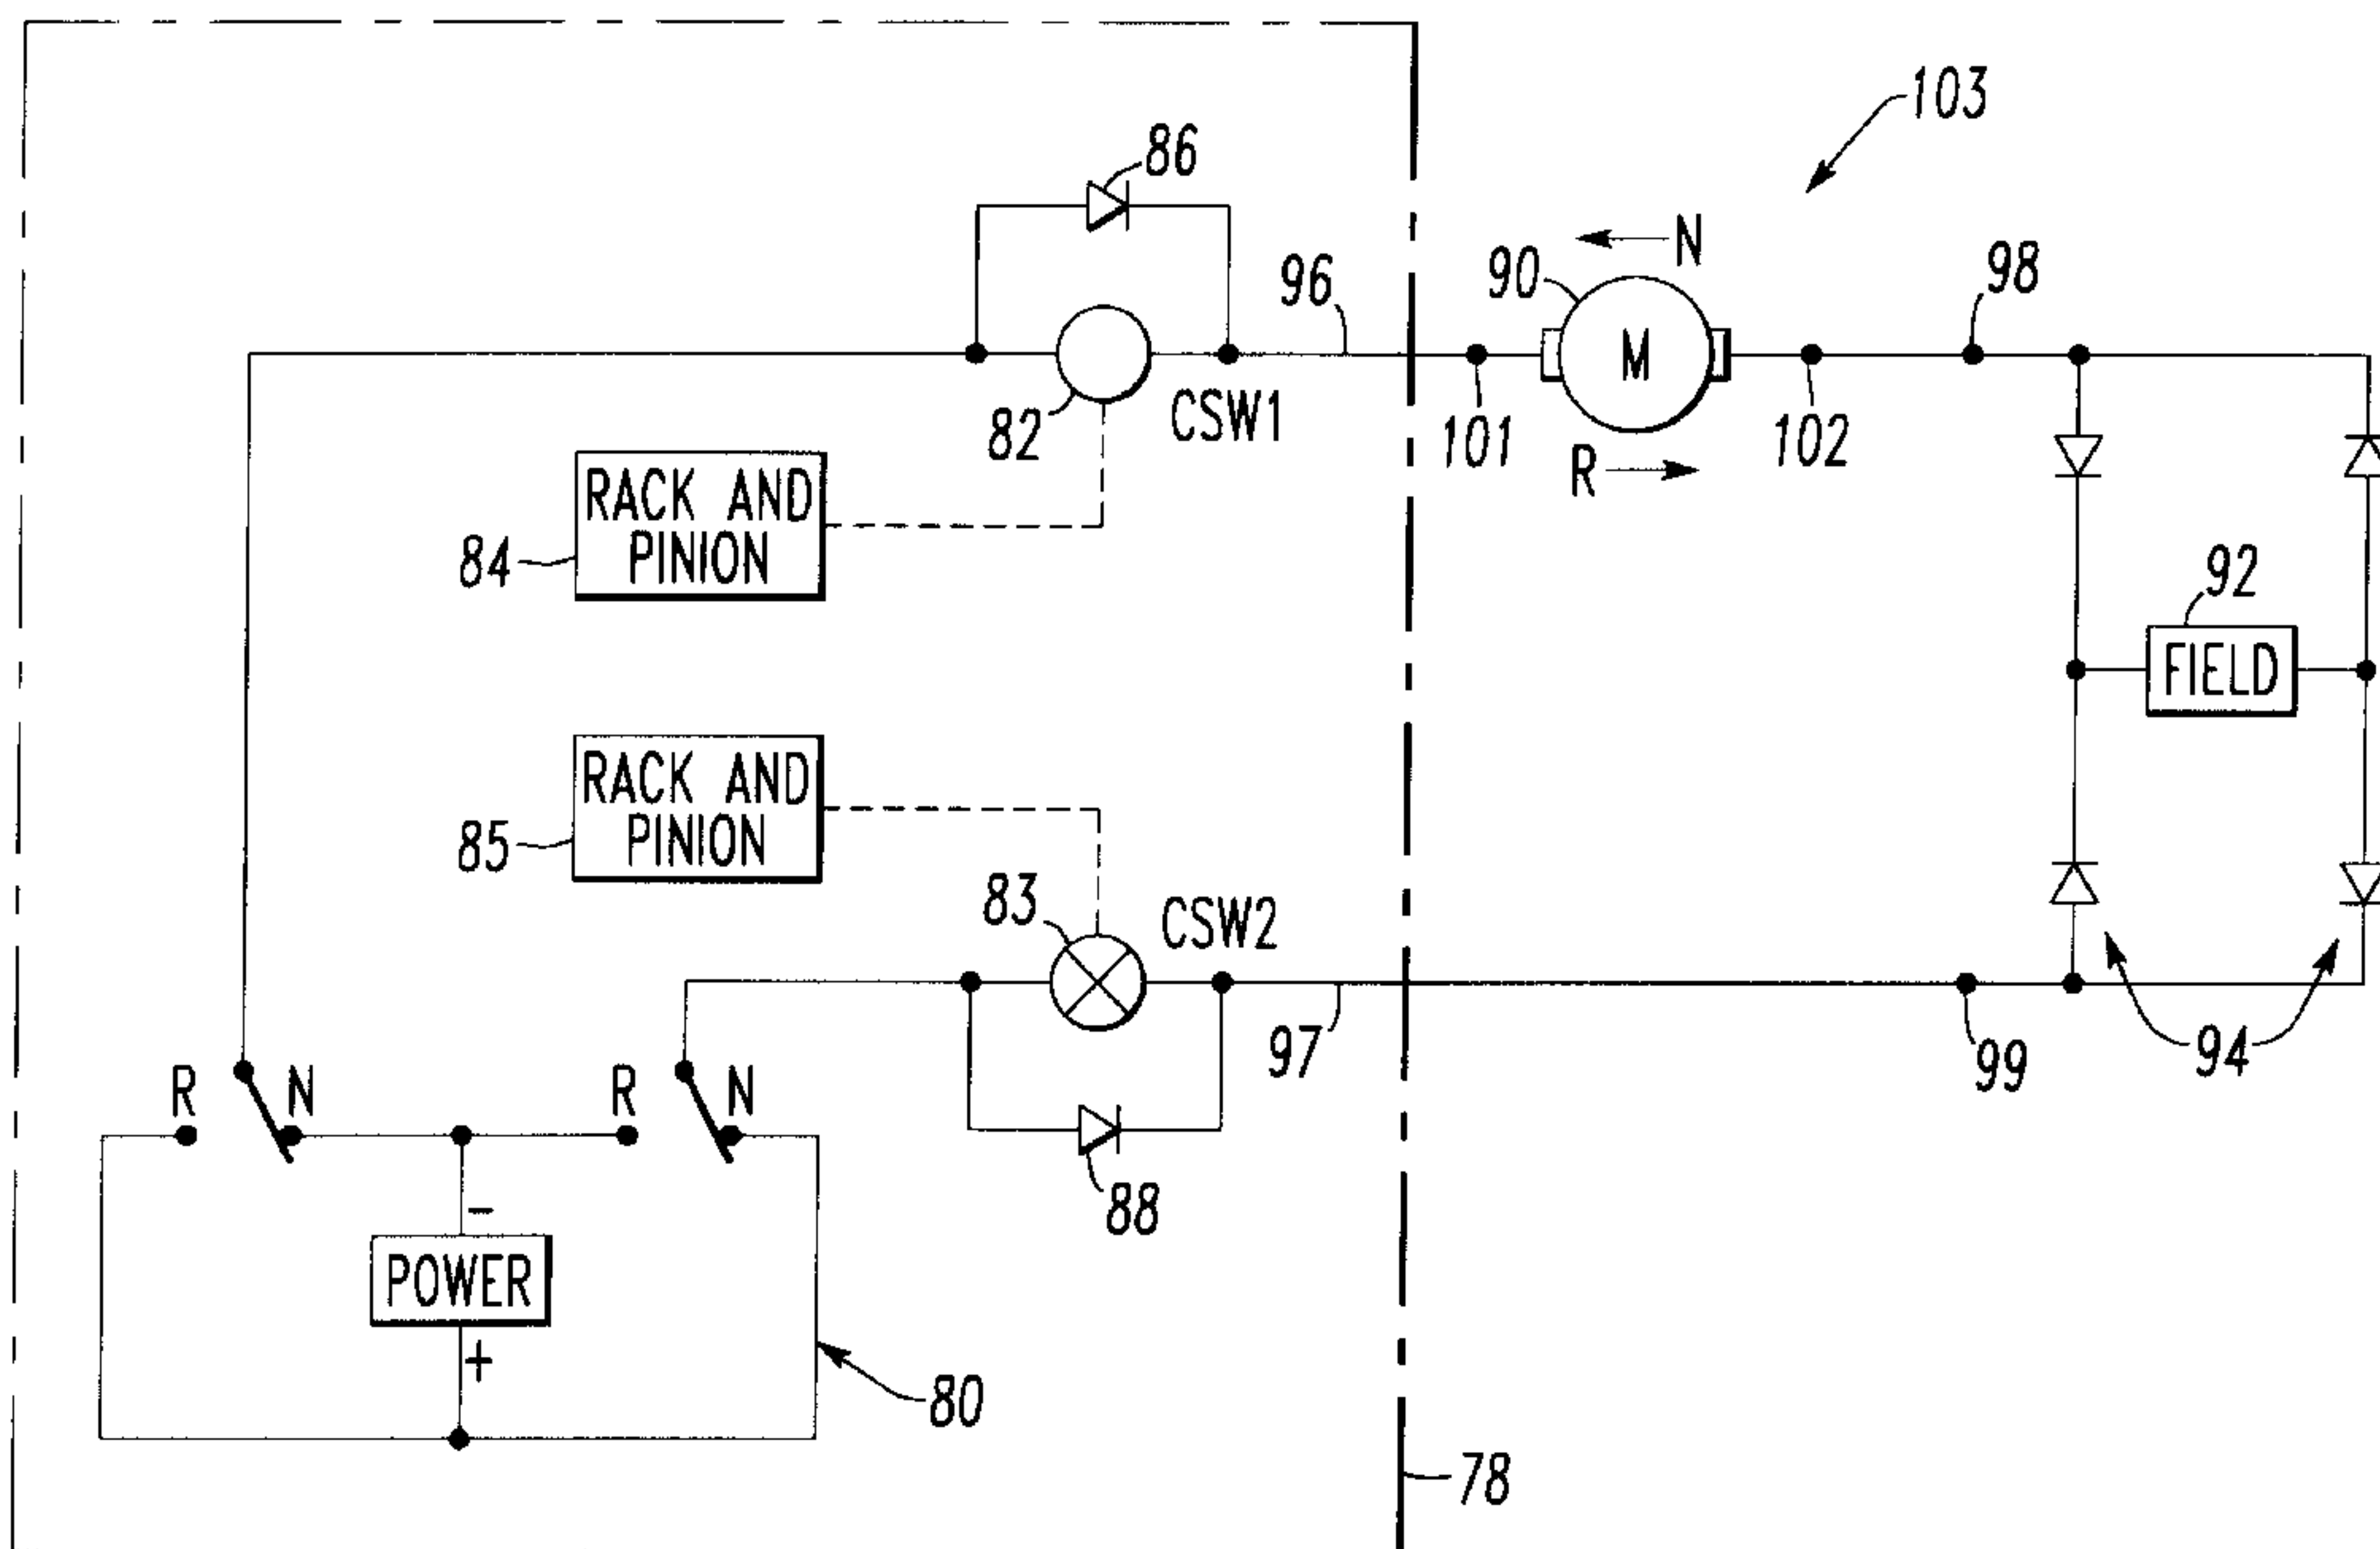 103
86
90
← N
96
98
M
82
CSW1
101
R →
102
RACK AND
PINION
84
92
FIELD
RACK AND
PINION
85
83
CSW2
97
99
94
R
N
R
N
88
-
POWER
+
80
78